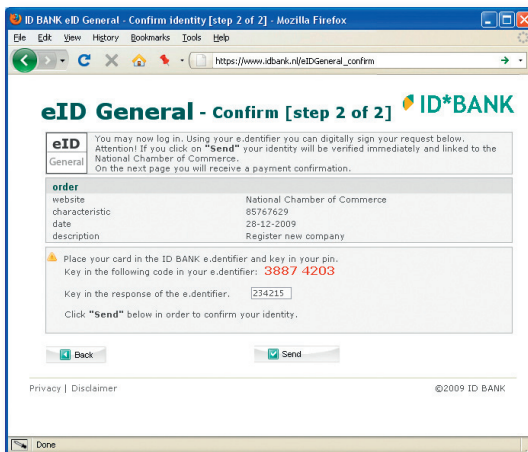 ID BANK eID General - Confirm identity [step 2 of 2] - Mozilla Firefox
File Edit View History Bookmarks Tools Help
https://www.idbank.nl/eIDGeneral_confirm
eID General - Confirm [step 2 of 2] ID*BANK
eID
General
You may now log in. Using your e.dentifier you can digitally sign your request below.
Attention! If you click on "Send" your identity will be verified immediately and linked to the
National Chamber of Commerce.
On the next page you will receive a payment confirmation.
order
website National Chamber of Commerce
characteristic 85767629
date 28-12-2009
description Register new company
Place your card in the ID BANK e.dentifier and key in your pin.
Key in the following code in your e.dentifier: 3887 4203
Key in the response of the e.dentifier. 234215
Click "Send" below in order to confirm your identity.
Back Send
Privacy | Disclaimer ©2009 ID BANK
Done